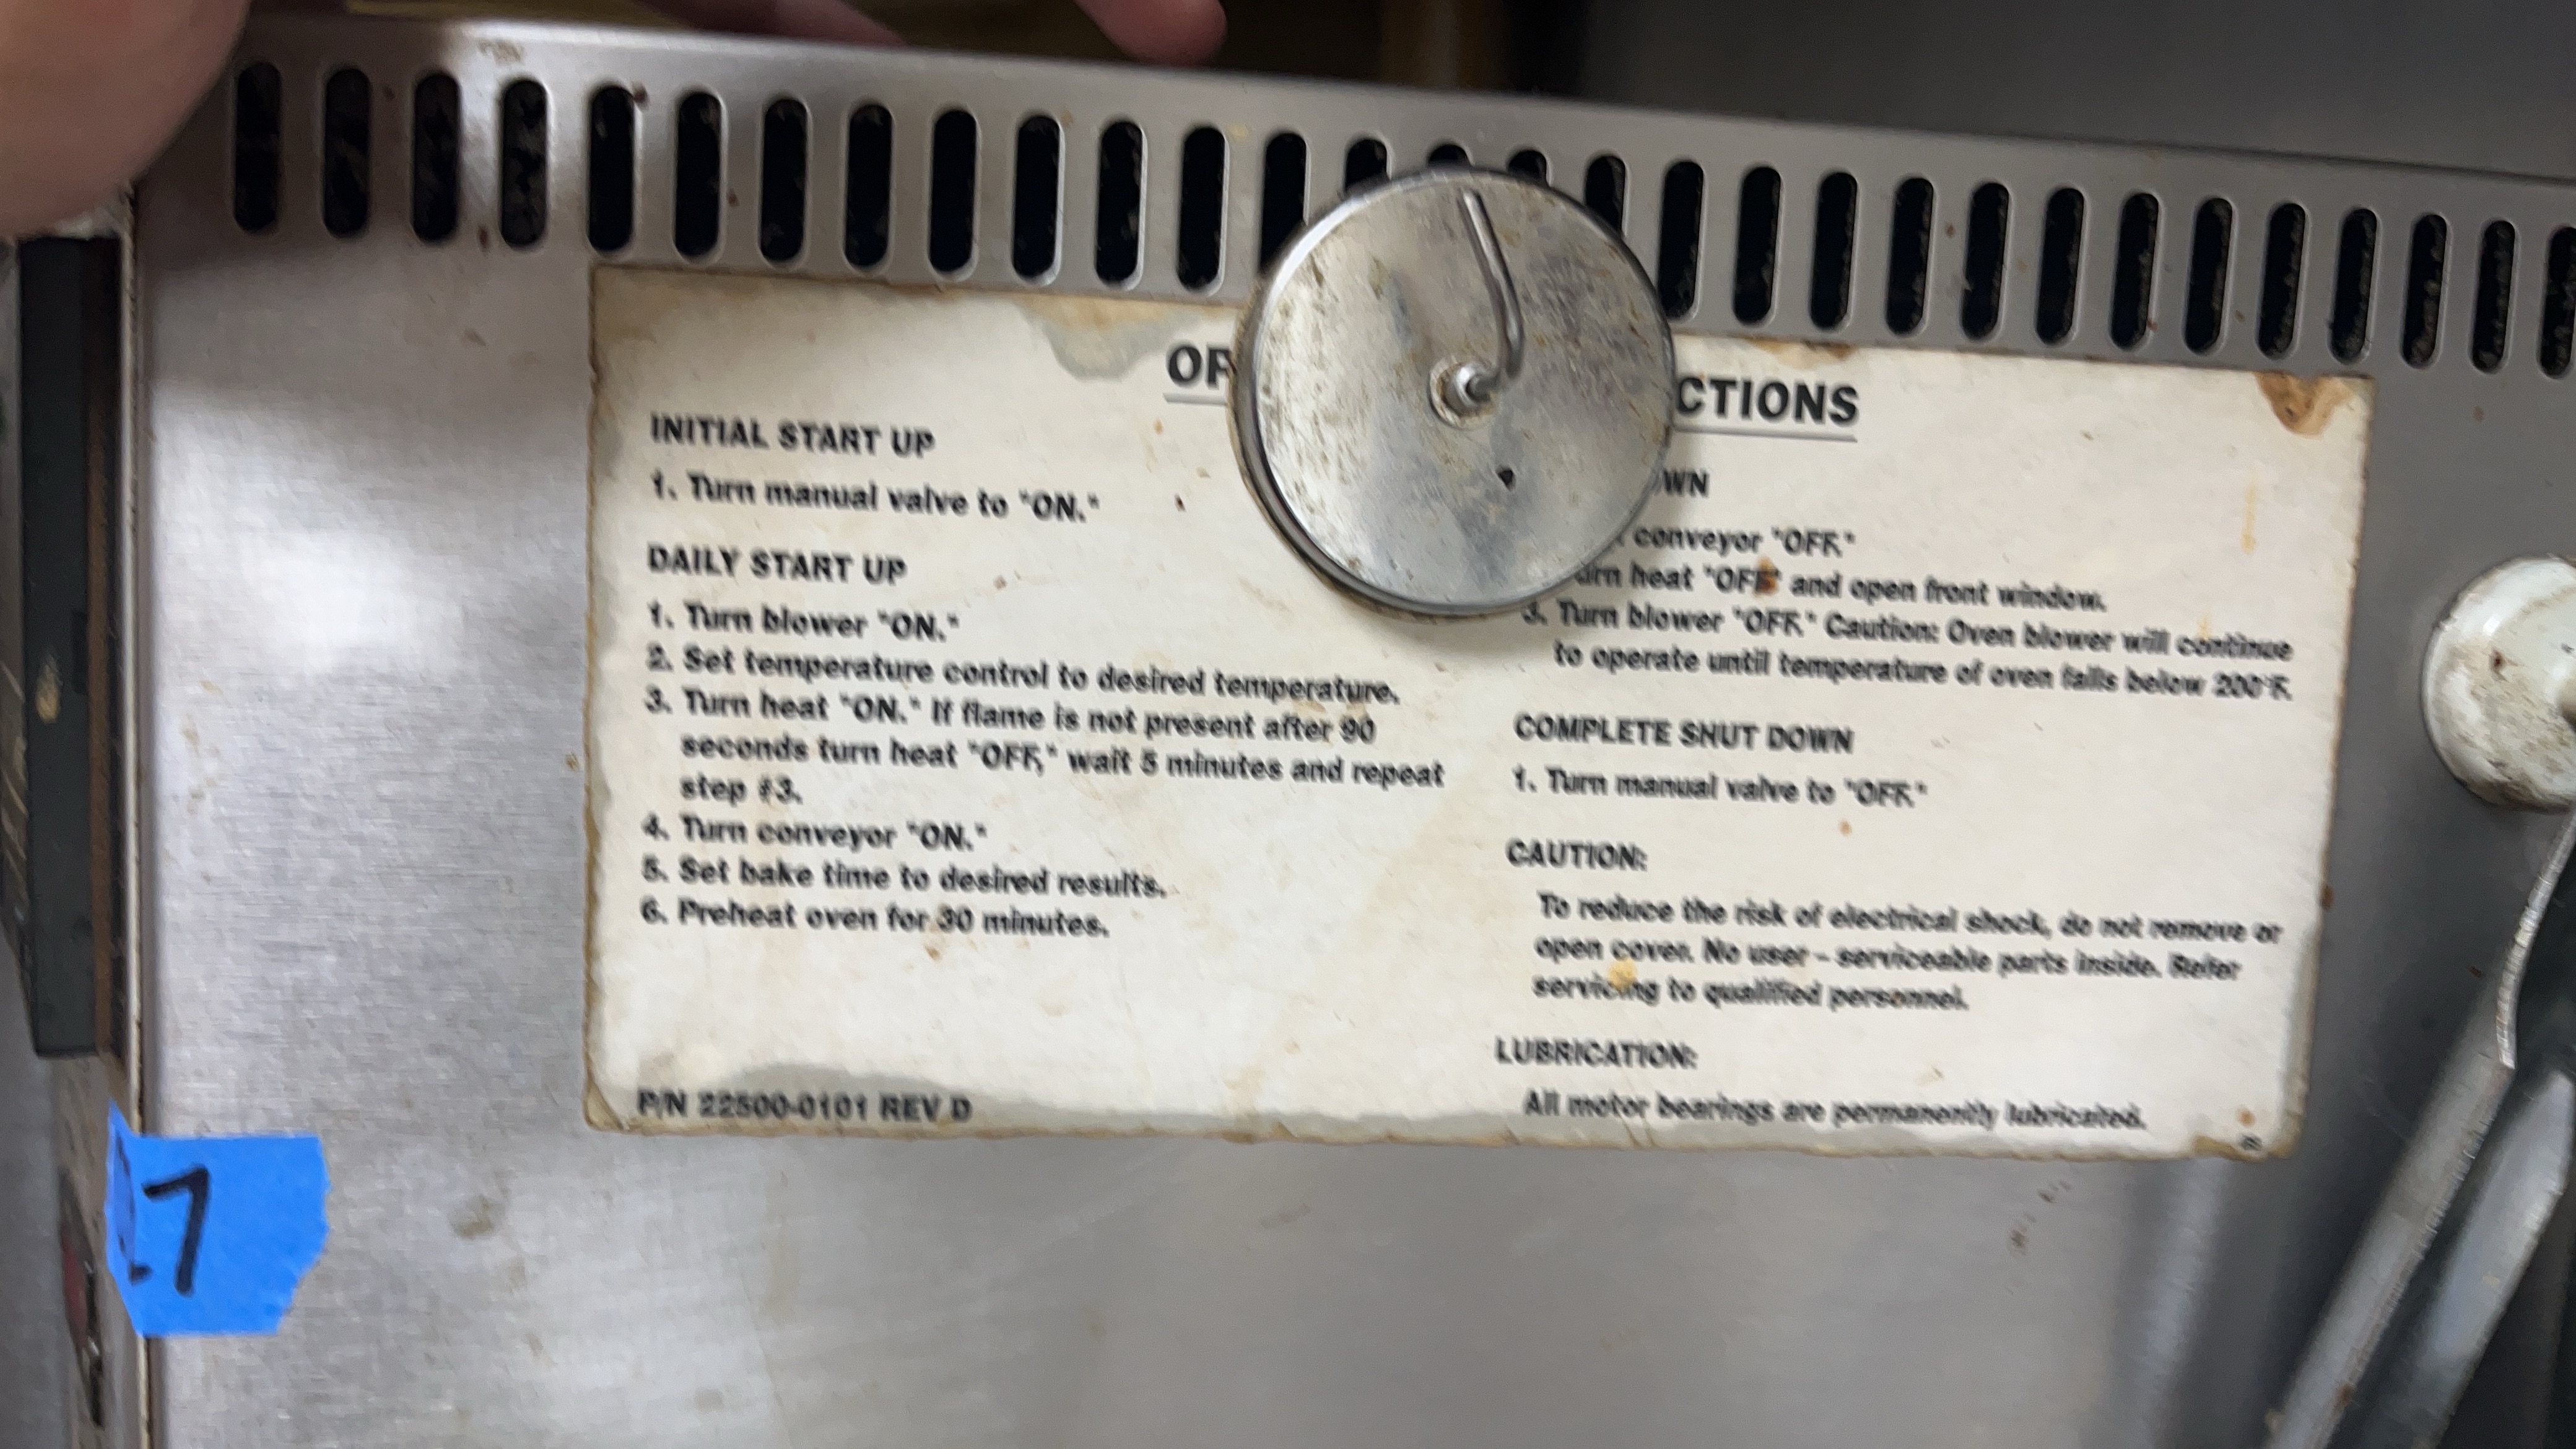 OP
CTIONS
INITIAL START UP
1. Turn manual valve to "ON."
DAILY START UP
1. Turn blower "ON."
2. Set temperature control to desired temperature.
3. Turn heat "ON." If flame is not present after 90
seconds turn heat "OFF," wait 5 minutes and repeat
step #3.
4. Turn conveyor "ON."
5. Set bake time to desired results.
6. Preheat oven for 30 minutes.
P/N 22500-0101 REV D
WN
conveyor "OFF."
urn heat "OFF" and open front window.
3. Turn blower "OFF." Caution: Oven blower will continue
to operate until temperature of oven falls below 200°F.
COMPLETE SHUT DOWN
1. Turn manual valve to "OFF."
CAUTION:
To reduce the risk of electrical shock, do not remove or
open cover. No user - serviceable parts inside. Refer
servicing to qualified personnel.
LUBRICATION:
All motor bearings are permanently lubricated.
7